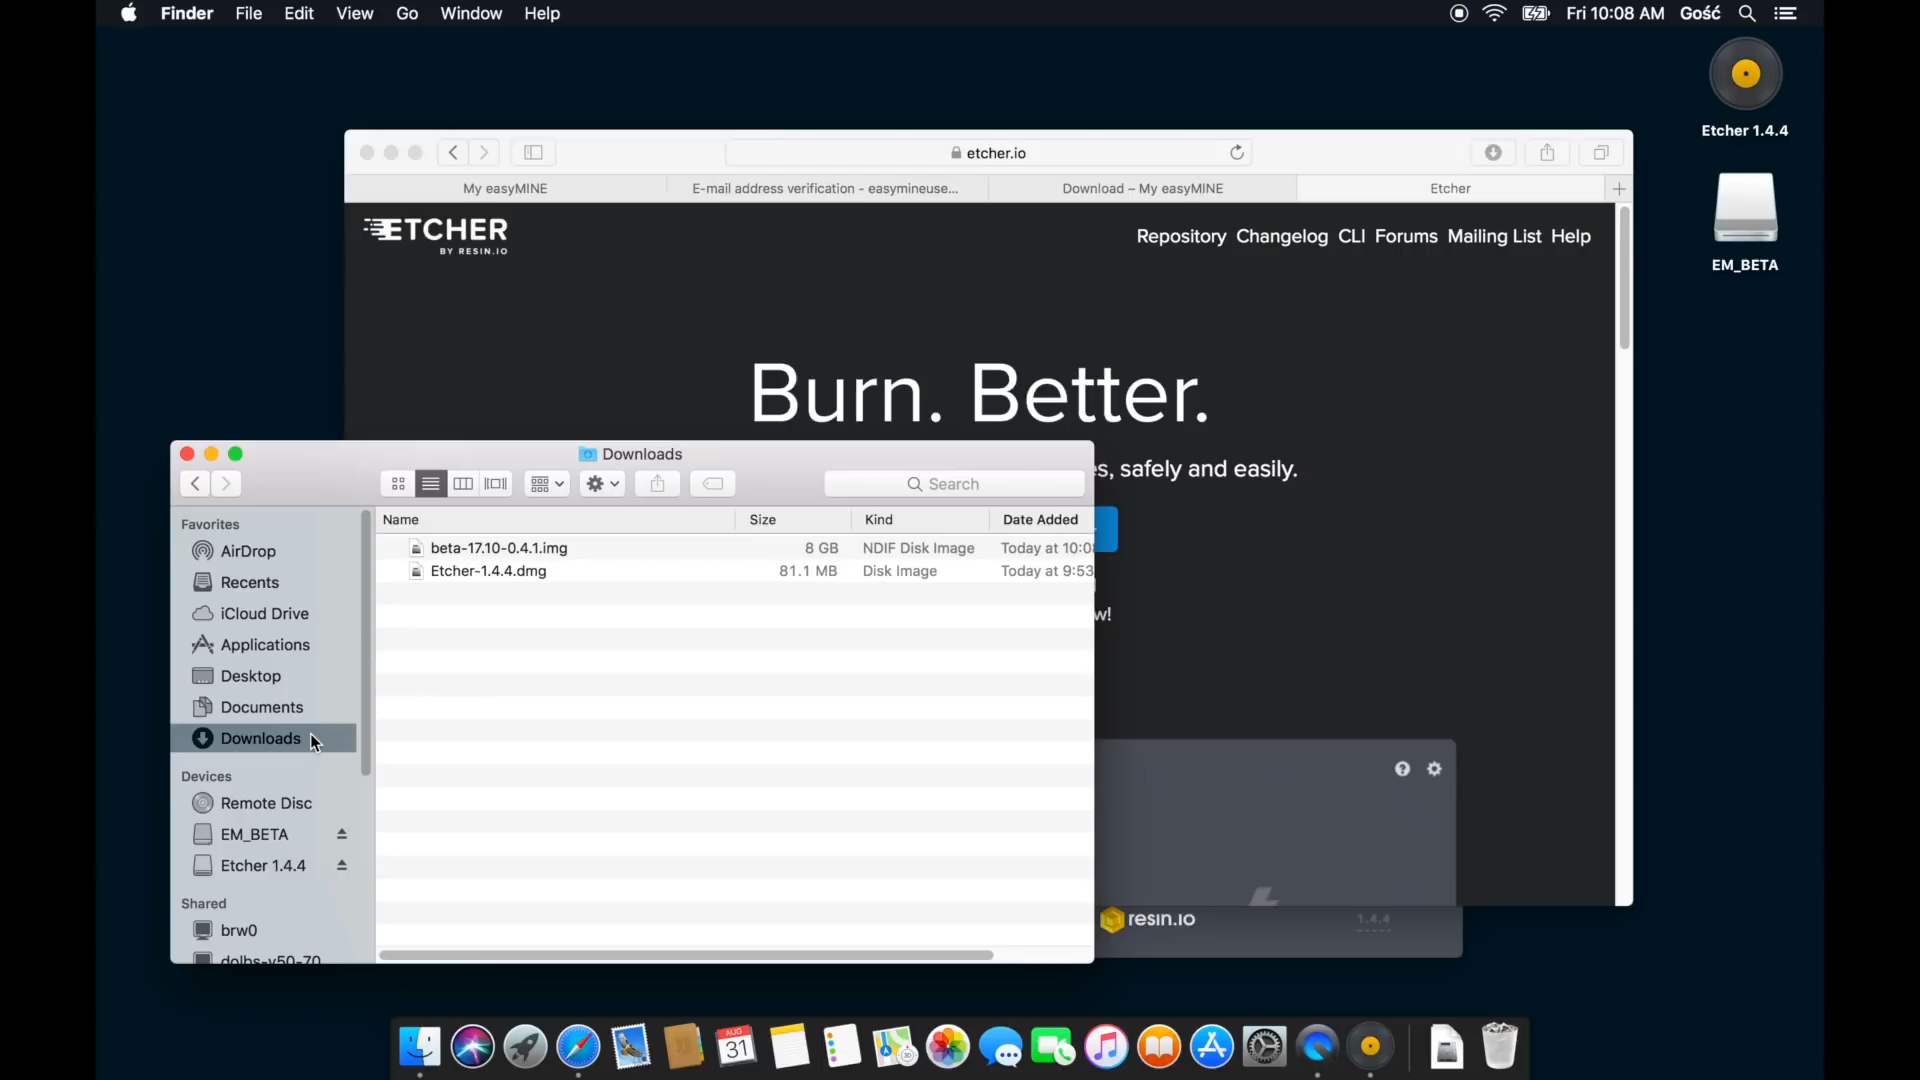 Finder File Edit View Go Window Help
Fri 10:08 AM Gość
Etcher 1.4.4
EM_BETA
etcher.io
My easyMINE
E-mail address verification - easymineuse...
Download – My easyMINE
Etcher
ETCHER
BY RESIN.IO
Repository Changelog CLI Forums Mailing List Help
Burn. Better.
s, safely and easily.
w!
resin.io
1.4.4
Downloads
Search
Favorites
AirDrop
Recents
iCloud Drive
Applications
Desktop
Documents
Downloads
Devices
Remote Disc
EM_BETA
Etcher 1.4.4
Shared
brw0
dolbs-v50-70
Name Size Kind Date Added
beta-17.10-0.4.1.img 8 GB NDIF Disk Image Today at 10:0
Etcher-1.4.4.dmg 81.1 MB Disk Image Today at 9:53
AUG
31